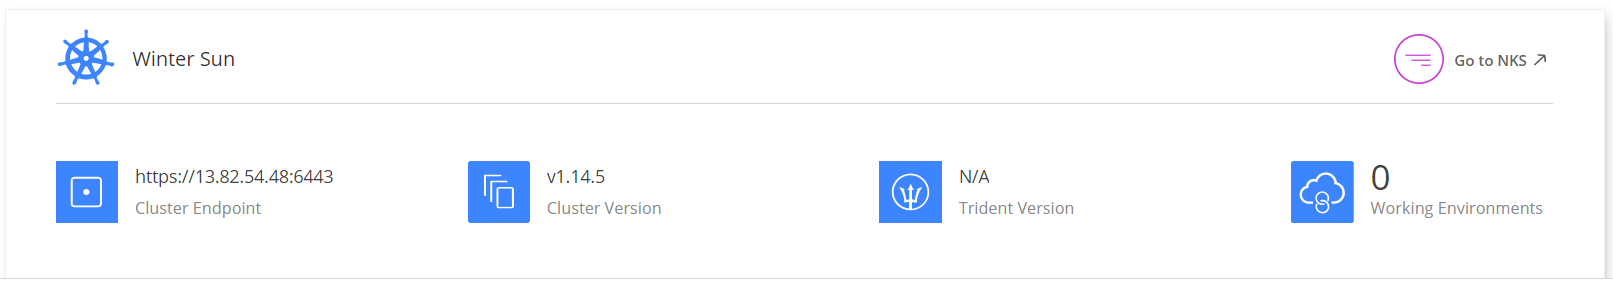 Winter Sun
Go to NKS
https://13.82.54.48:6443
Cluster Endpoint
v1.14.5
Cluster Version
N/A
Trident Version
0
Working Environments